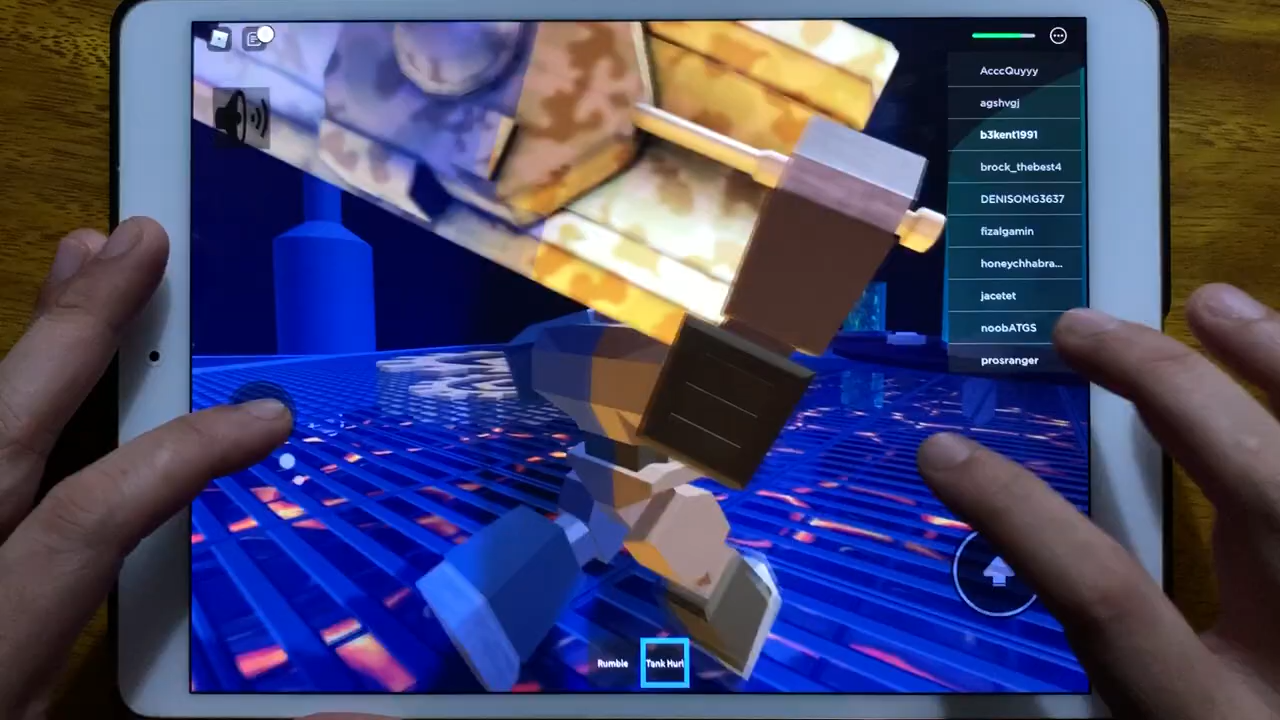 AcccQuyyy
agshvgj
b3kent1991
brock_thebest4
DENISOMG3637
fizalgamin
honeychhabra...
jacetet
noobATGS
prosranger
Rumble
Tank Hurl